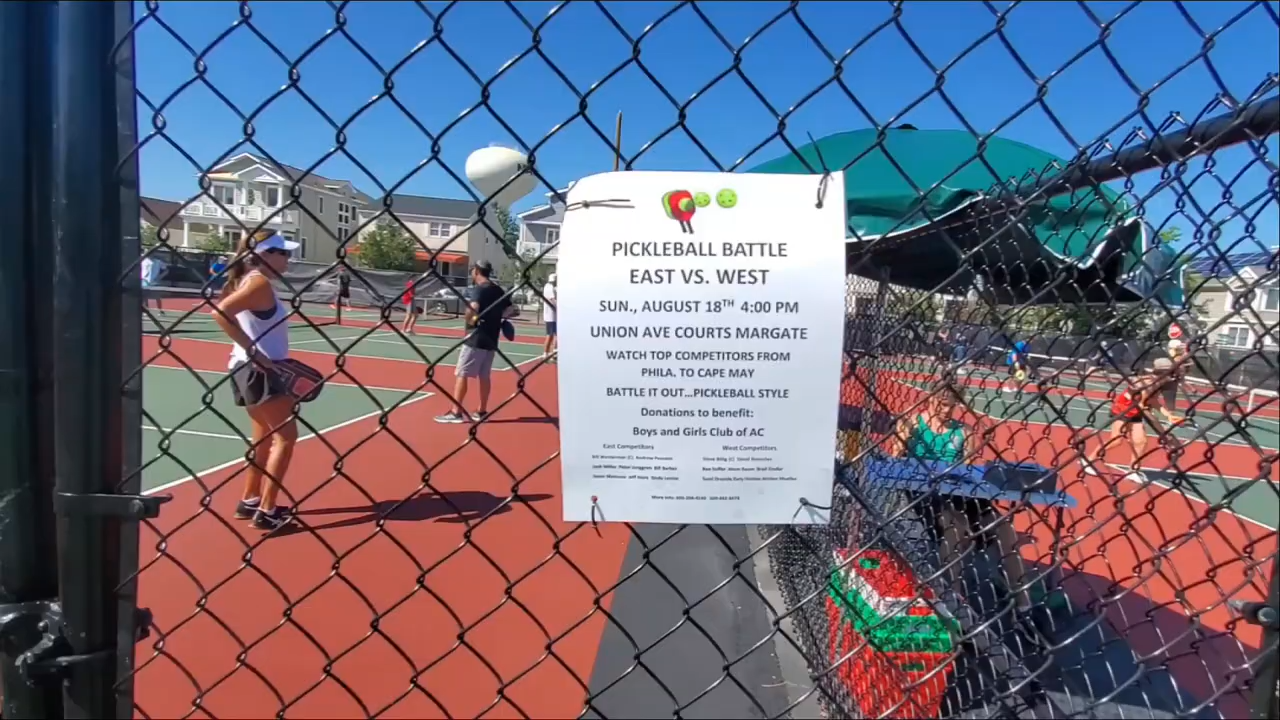 PICKLEBALL BATTLE
EAST VS. WEST
SUN., AUGUST 18TH 4:00 PM
UNION AVE COURTS MARGATE
WATCH TOP COMPETITORS FROM
PHILA. TO CAPE MAY
BATTLE IT OUT...PICKLEBALL STYLE
Donations to benefit:
Boys and Girls Club of AC
East Competitors West Competitors